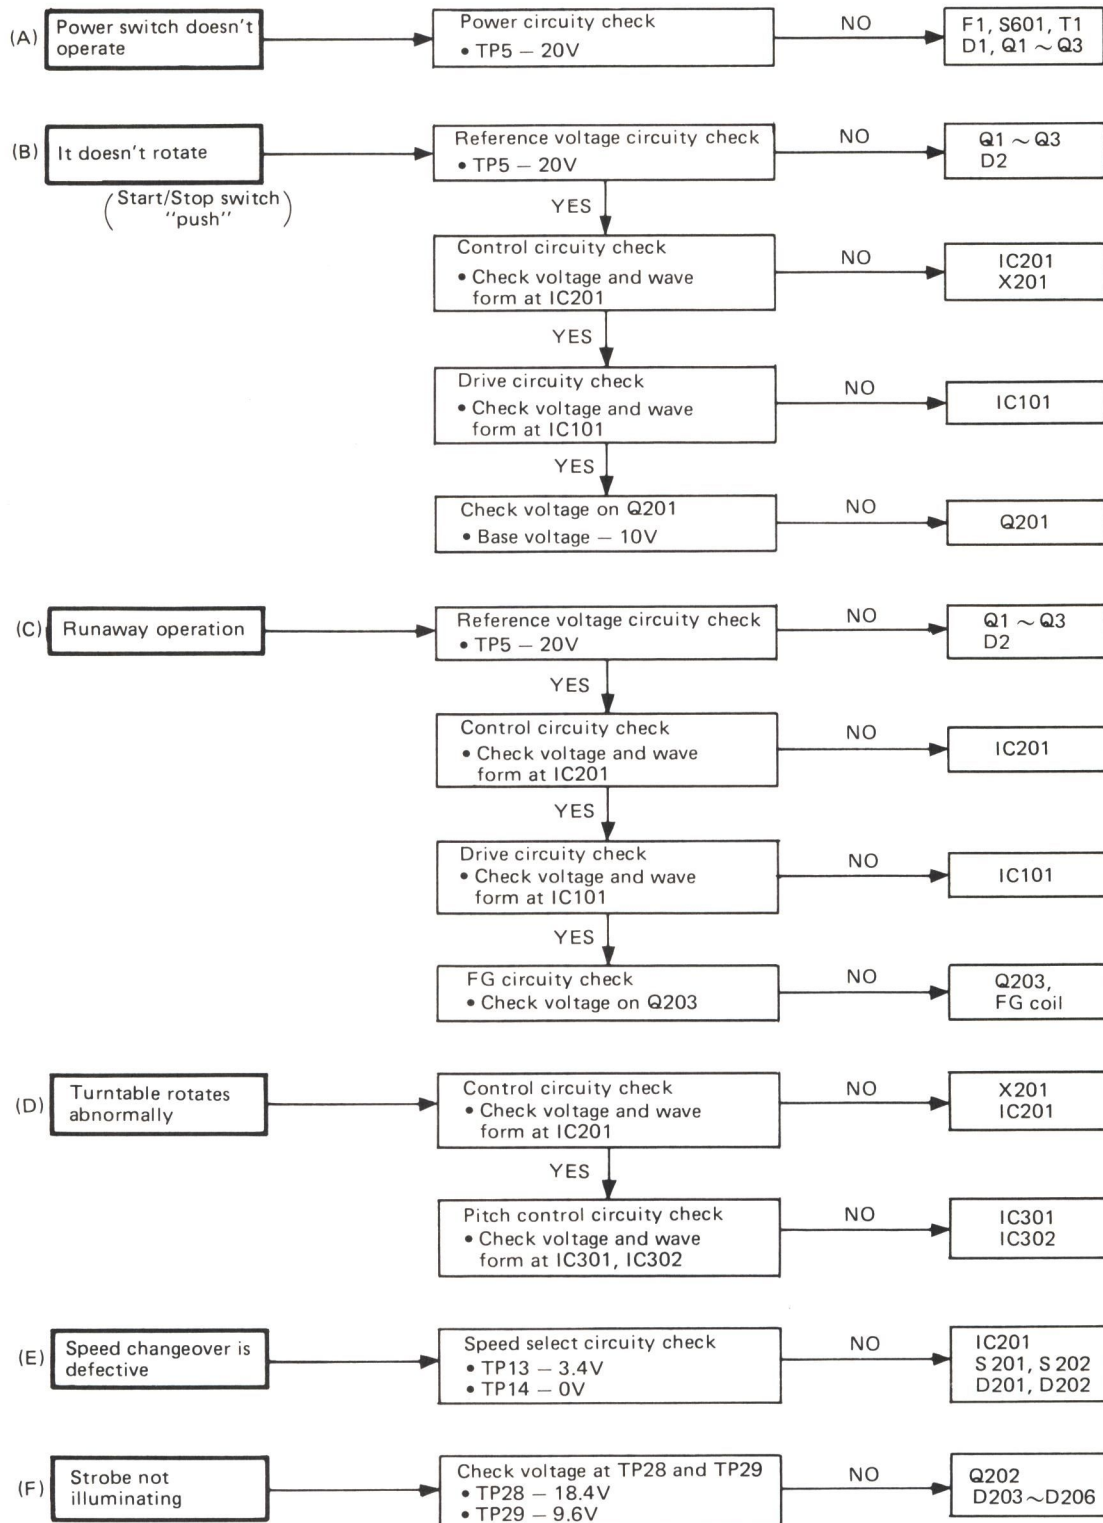 (A) Power switch doesn't
operate
Power circuity check
• TP5 – 20V
NO
F1, S601, T1
D1, Q1 ~ Q3
(B) It doesn't rotate
(Start/Stop switch
"push")
Reference voltage circuity check
• TP5 – 20V
NO
Q1 ~ Q3
D2
YES
Control circuity check
• Check voltage and wave
form at IC201
NO
IC201
X201
YES
Drive circuity check
• Check voltage and wave
form at IC101
NO
IC101
YES
Check voltage on Q201
• Base voltage – 10V
NO
Q201
(C) Runaway operation
Reference voltage circuity check
• TP5 – 20V
NO
Q1 ~ Q3
D2
YES
Control circuity check
• Check voltage and wave
form at IC201
NO
IC201
YES
Drive circuity check
• Check voltage and wave
form at IC101
NO
IC101
YES
FG circuity check
• Check voltage on Q203
NO
Q203,
FG coil
(D) Turntable rotates
abnormally
Control circuity check
• Check voltage and wave
form at IC201
NO
X201
IC201
YES
Pitch control circuity check
• Check voltage and wave
form at IC301, IC302
NO
IC301
IC302
(E) Speed changeover is
defective
Speed select circuity check
• TP13 – 3.4V
• TP14 – 0V
NO
IC201
S201, S202
D201, D202
(F) Strobe not
illuminating
Check voltage at TP28 and TP29
• TP28 – 18.4V
• TP29 – 9.6V
NO
Q202
D203~D206